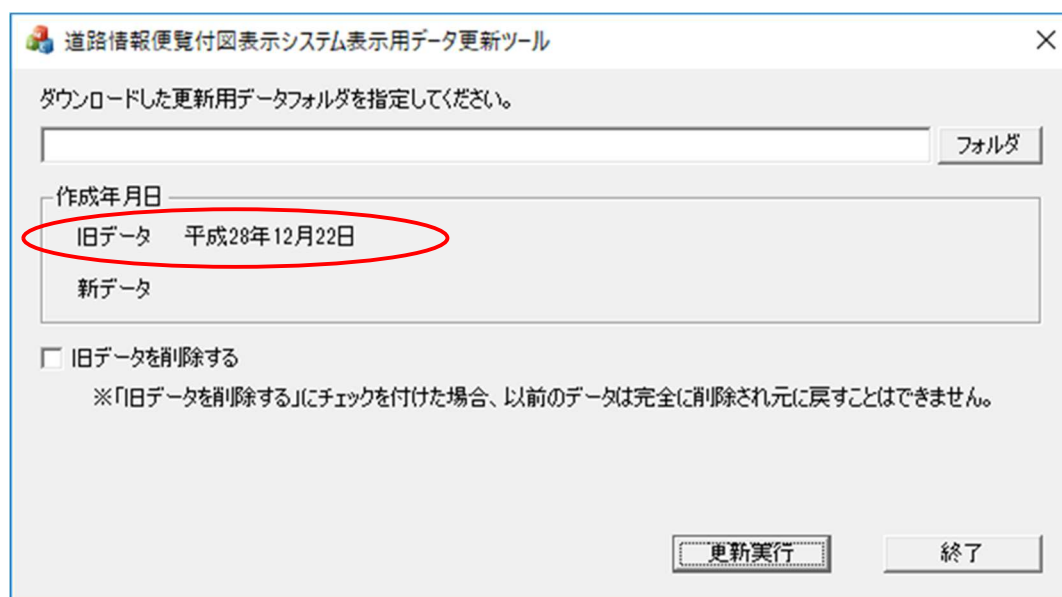 道路情報便覧付図表示システム表示用データ更新ツール
ダウンロードした更新用データフォルダを指定してください。
フォルダ
作成年月日
旧データ 平成28年12月22日
新データ
旧データを削除する
※「旧データを削除する」にチェックを付けた場合、以前のデータは完全に削除され元に戻すことはできません。
更新実行 終了